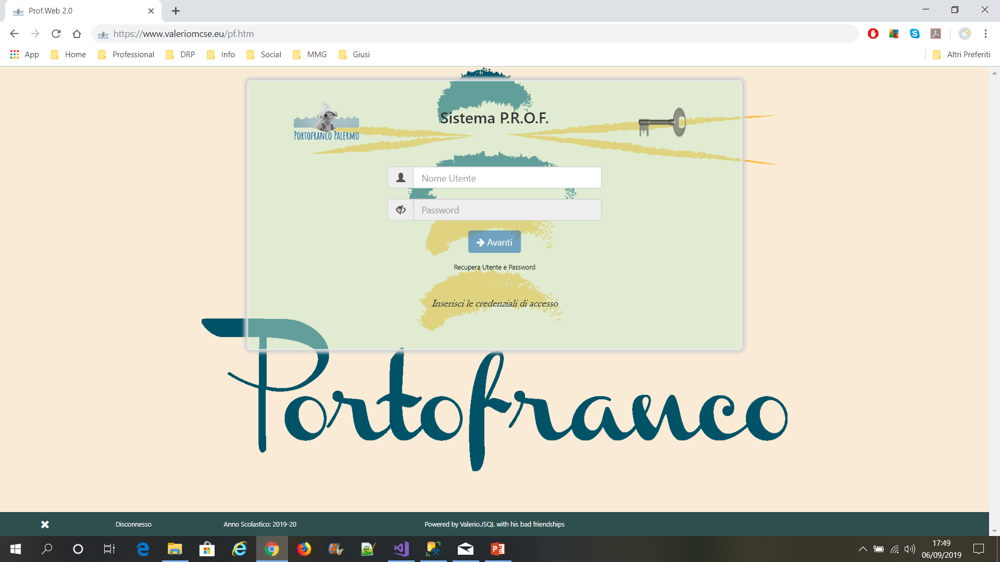 Prof.Web 2.0
https://www.valeriomcse.eu/pf.htm
App Home Professional DRP Info Social MMG Giusi Altri Preferiti
PORTOFRANCO PALERMO
Sistema P.R.O.F.
Nome Utente
Password
Avanti
Recupera Utente e Password
Inserisci le credenziali di accesso
Portofranco
Disconnesso Anno Scolastico: 2019-20 Powered by Valerio.JSQL with his bad friendships
17:49
06/09/2019